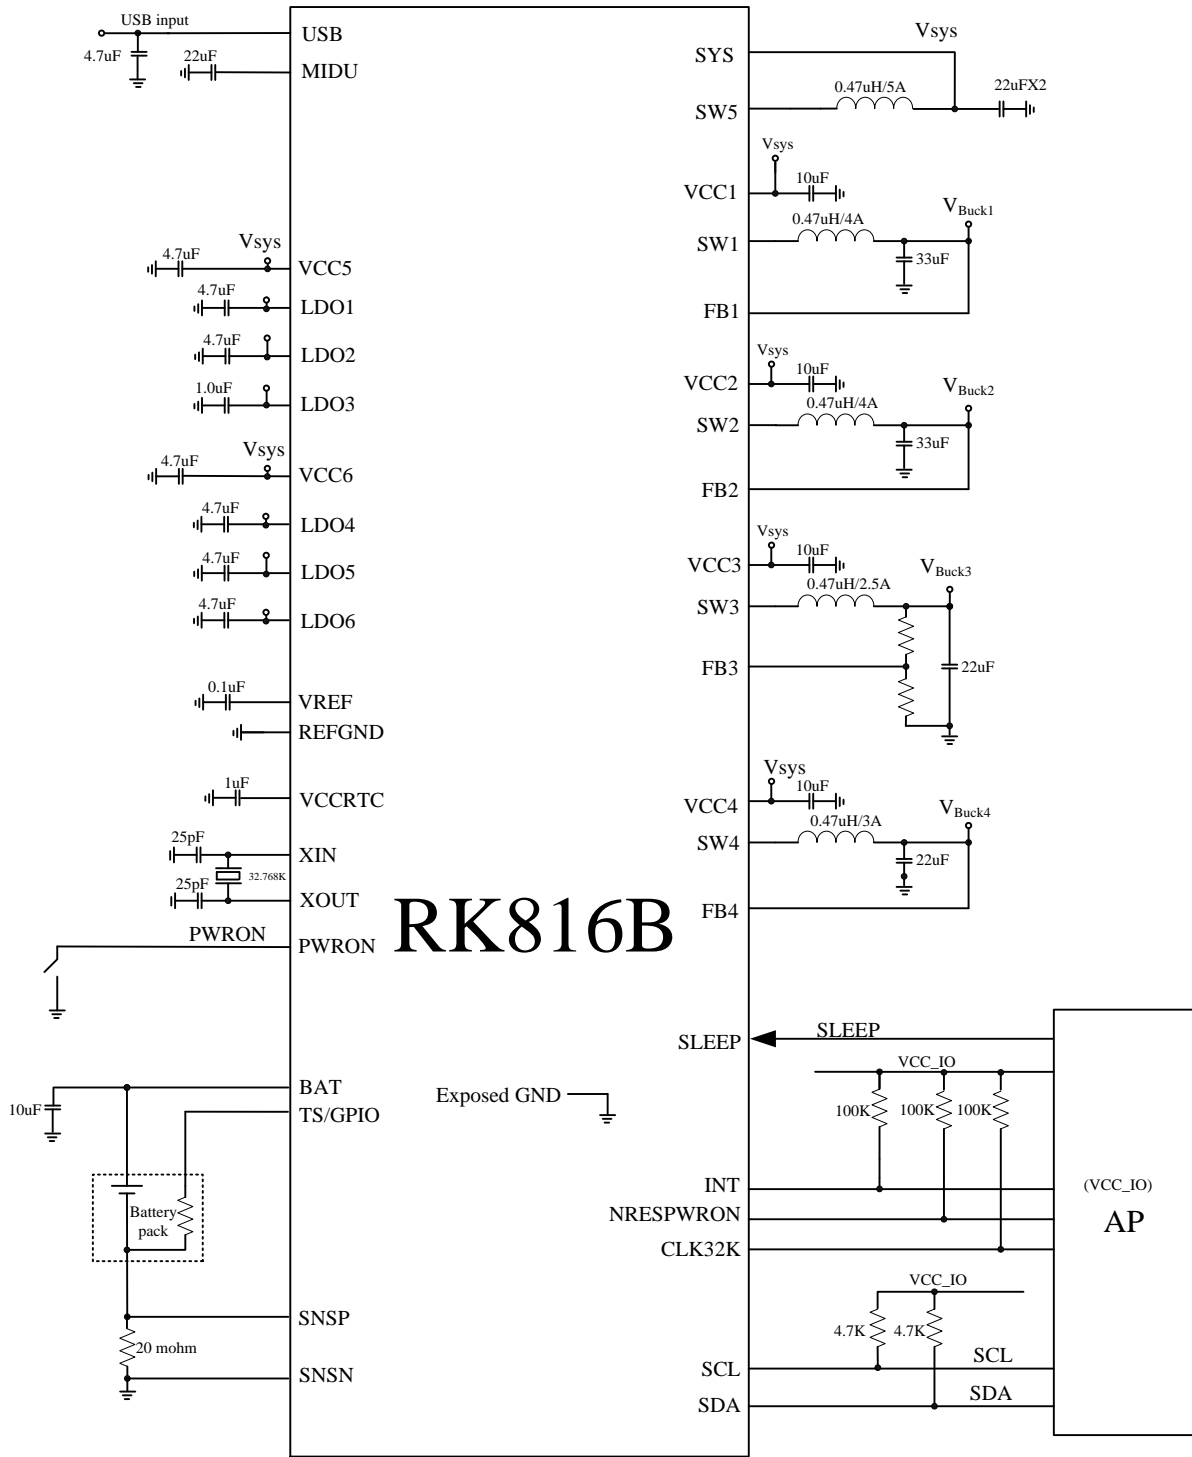 USB input
USB
4.7uF
22uF
MIDU
Vsys
4.7uF
VCC5
4.7uF
LDO1
4.7uF
LDO2
1.0uF
LDO3
Vsys
4.7uF
VCC6
4.7uF
LDO4
4.7uF
LDO5
4.7uF
LDO6
0.1uF
VREF
REFGND
1uF
VCCRTC
25pF
XIN
32.768K
25pF
XOUT
PWRON
PWRON
RK816B
BAT
10uF
TS/GPIO
Exposed GND
Battery
pack
SNSP
20 mohm
SNSN
Vsys
SYS
0.47uH/5A
22uFX2
SW5
Vsys
10uF
VCC1
0.47uH/4A
VBuck1
SW1
33uF
FB1
Vsys
10uF
VCC2
0.47uH/4A
VBuck2
SW2
33uF
FB2
Vsys
10uF
VCC3
0.47uH/2.5A
VBuck3
SW3
FB3
22uF
Vsys
10uF
VCC4
0.47uH/3A
VBuck4
SW4
22uF
FB4
SLEEP
SLEEP
VCC_IO
100K
100K
100K
INT
NRESPWRON
CLK32K
(VCC_IO)
AP
VCC_IO
4.7K
4.7K
SCL
SCL
SDA
SDA